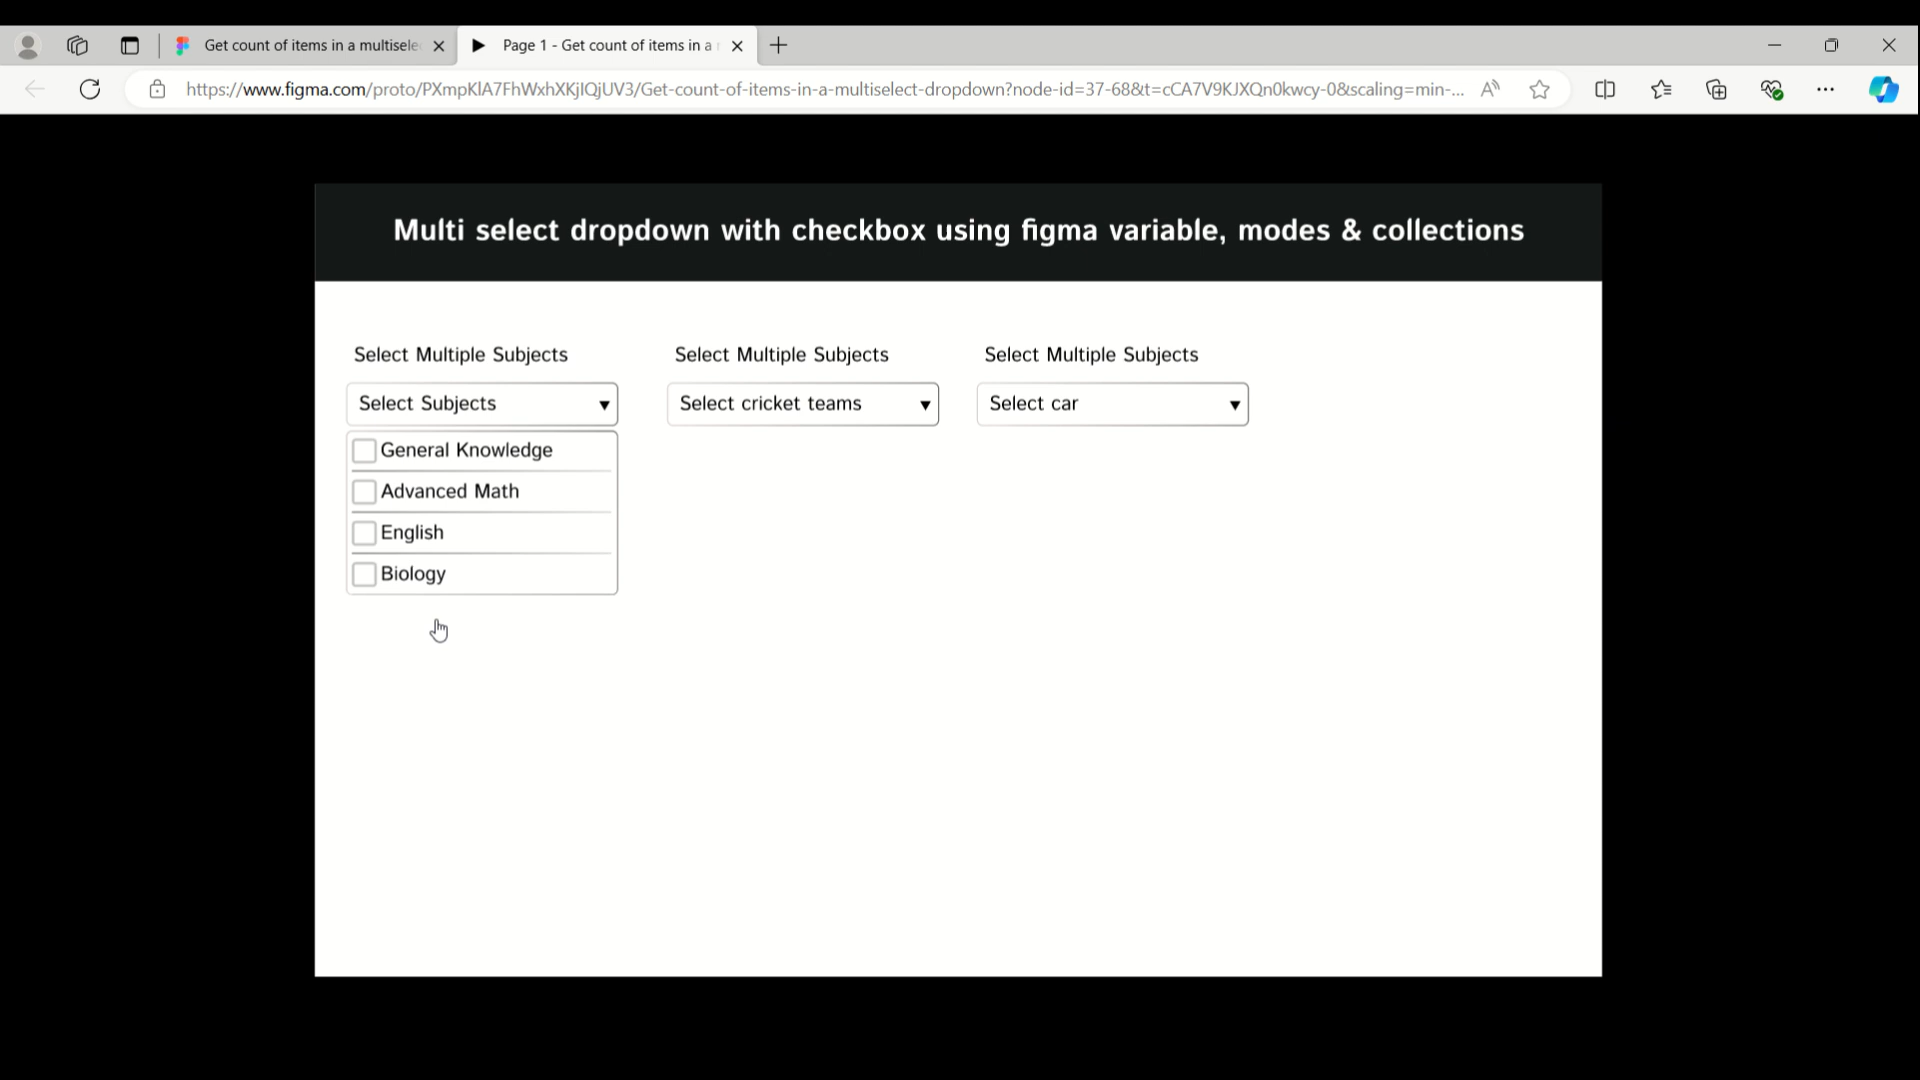 Get count of items in a multisele
Page 1 - Get count of items in a
https://www.figma.com/proto/PXmpKlA7FhWxhXKjIQjUV3/Get-count-of-items-in-a-multiselect-dropdown?node-id=37-68&t=cCA7V9KJXQn0kwcy-0&scaling=min-...
Multi select dropdown with checkbox using figma variable, modes & collections
Select Multiple Subjects
Select Multiple Subjects
Select Multiple Subjects
Select Subjects
Select cricket teams
Select car
General Knowledge
Advanced Math
English
Biology